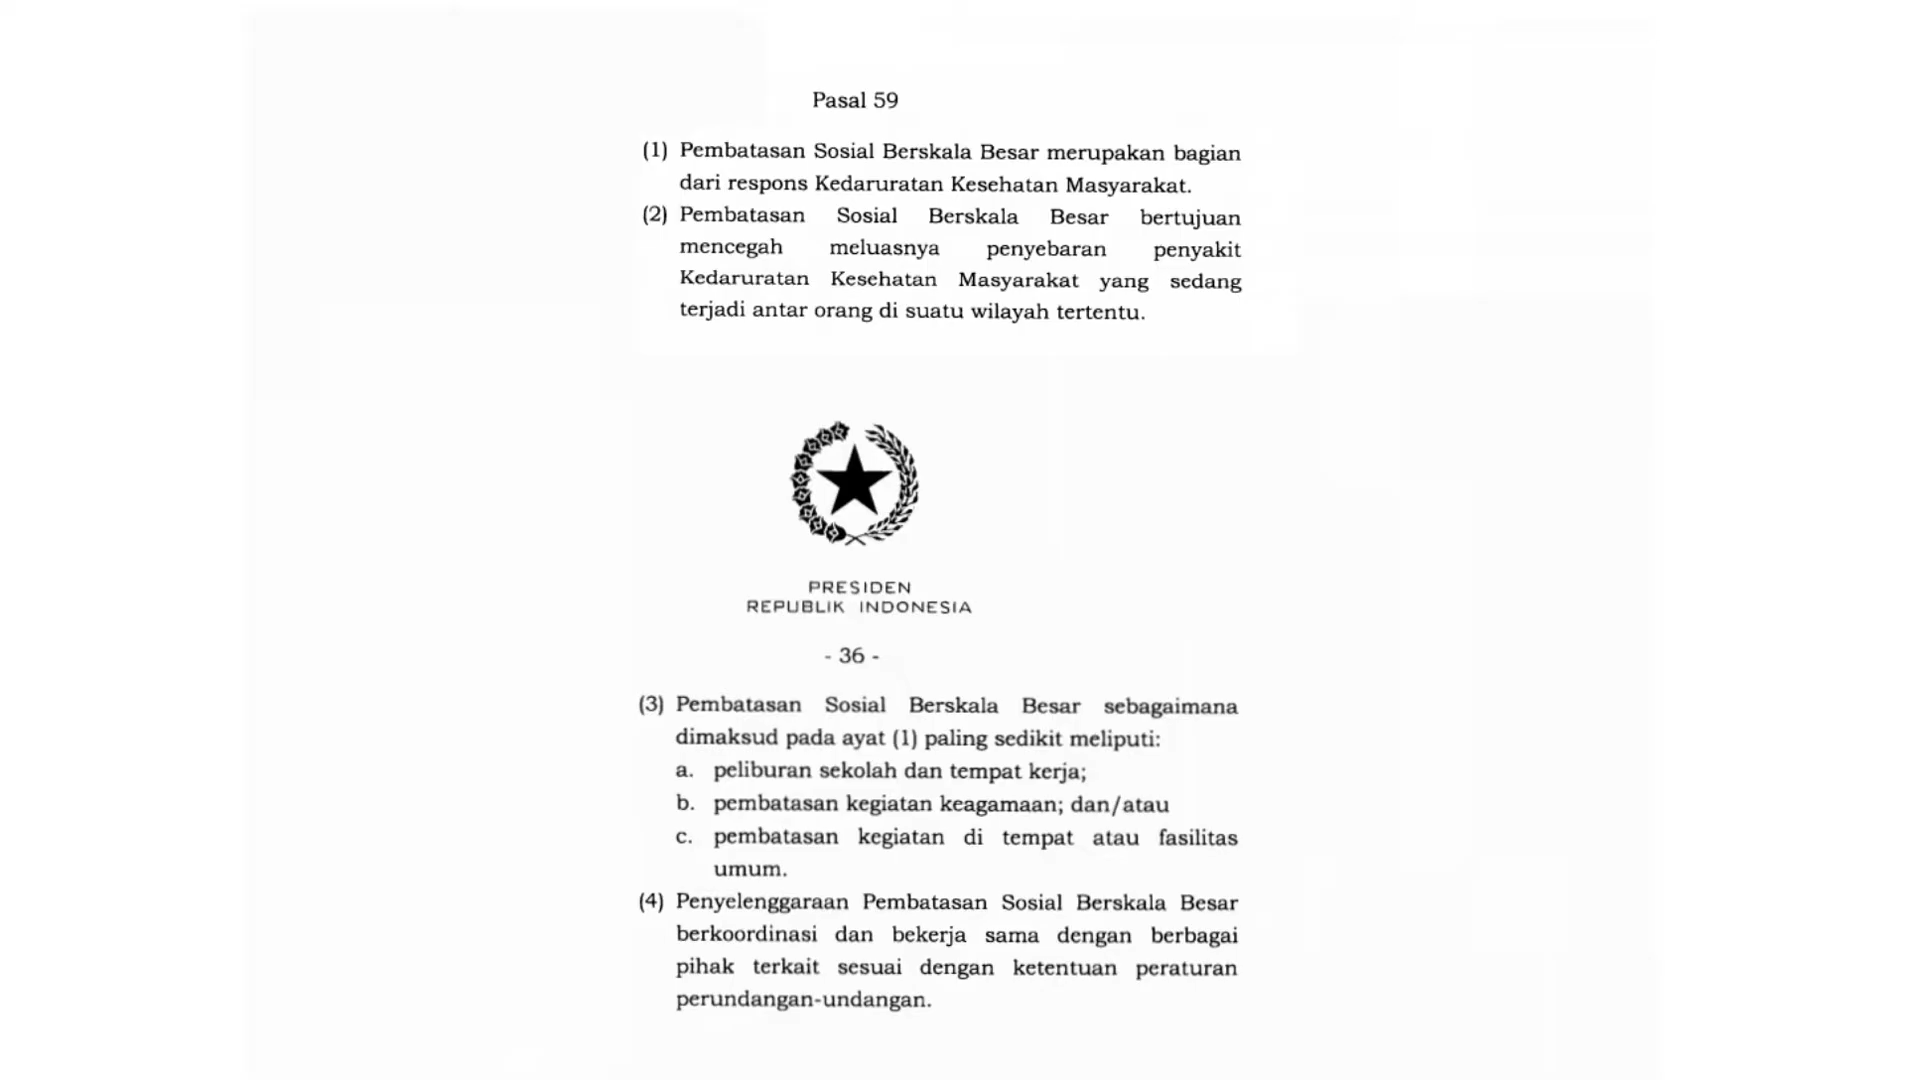 Pasal 59
(1) Pembatasan Sosial Berskala Besar merupakan bagian
dari respons Kedaruratan Kesehatan Masyarakat.
(2) Pembatasan Sosial Berskala Besar bertujuan
mencegah meluasnya penyebaran penyakit
Kedaruratan Kesehatan Masyarakat yang sedang
terjadi antar orang di suatu wilayah tertentu.
PRESIDEN
REPUBLIK INDONESIA
- 36 -
(3) Pembatasan Sosial Berskala Besar sebagaimana
dimaksud pada ayat (1) paling sedikit meliputi:
a. peliburan sekolah dan tempat kerja;
b. pembatasan kegiatan keagamaan; dan/atau
c. pembatasan kegiatan di tempat atau fasilitas
umum.
(4) Penyelenggaraan Pembatasan Sosial Berskala Besar
berkoordinasi dan bekerja sama dengan berbagai
pihak terkait sesuai dengan ketentuan peraturan
perundangan-undangan.